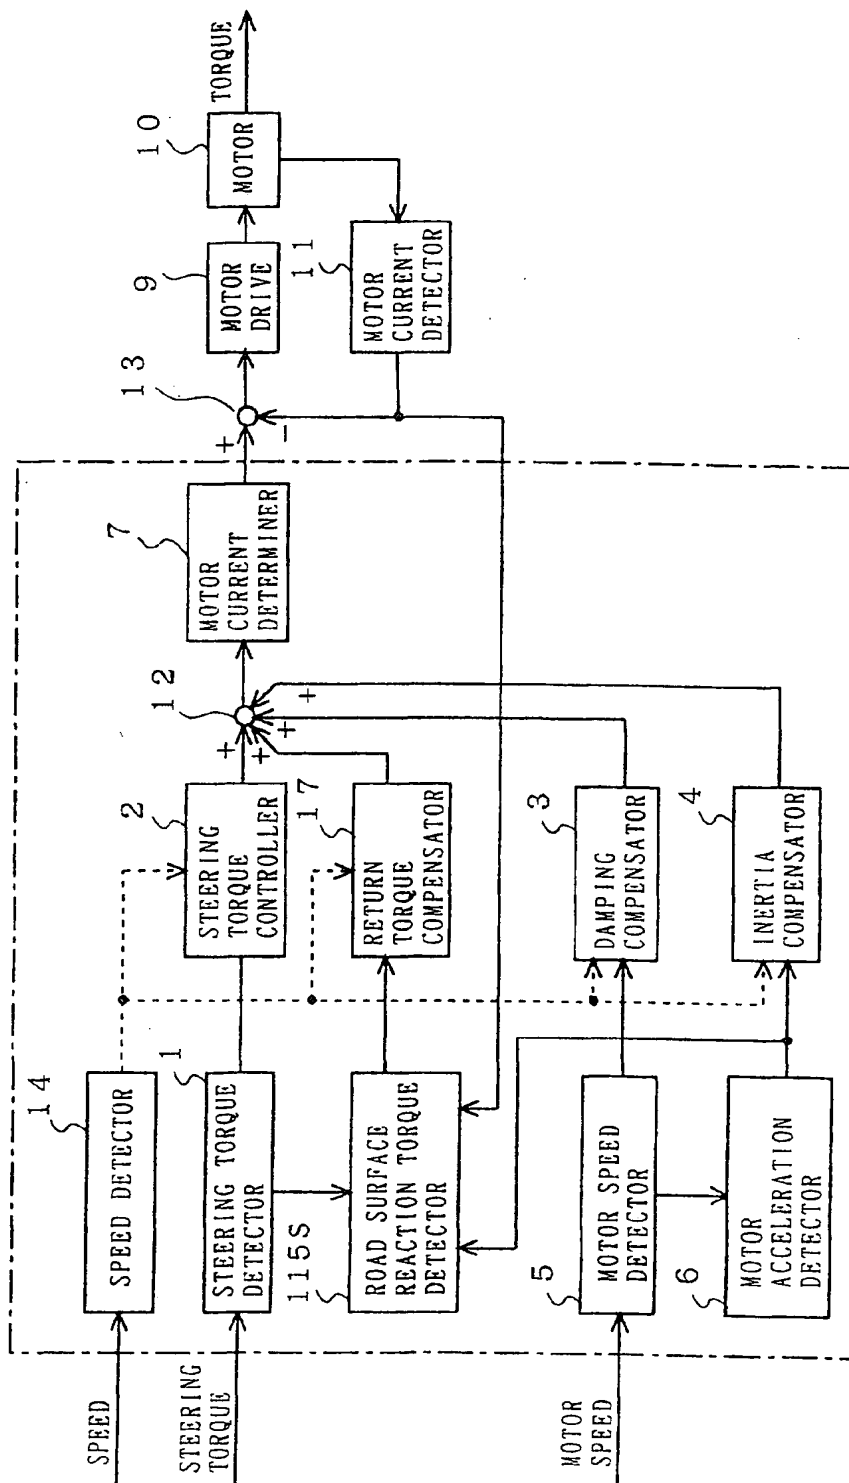 SPEED
STEERING
TORQUE
MOTOR
SPEED
14
SPEED DETECTOR
1
STEERING TORQUE
DETECTOR
115S
ROAD SURFACE
REACTION TORQUE
DETECTOR
5
MOTOR SPEED
DETECTOR
6
MOTOR
ACCELERATION
DETECTOR
2
STEERING
TORQUE
CONTROLLER
17
RETURN
TORQUE
COMPENSATOR
3
DAMPING
COMPENSATOR
4
INERTIA
COMPENSATOR
12
+
+
+
+
7
MOTOR
CURRENT
DETERMINER
13
+
−
9
MOTOR
DRIVE
10
MOTOR
11
MOTOR
CURRENT
DETECTOR
TORQUE